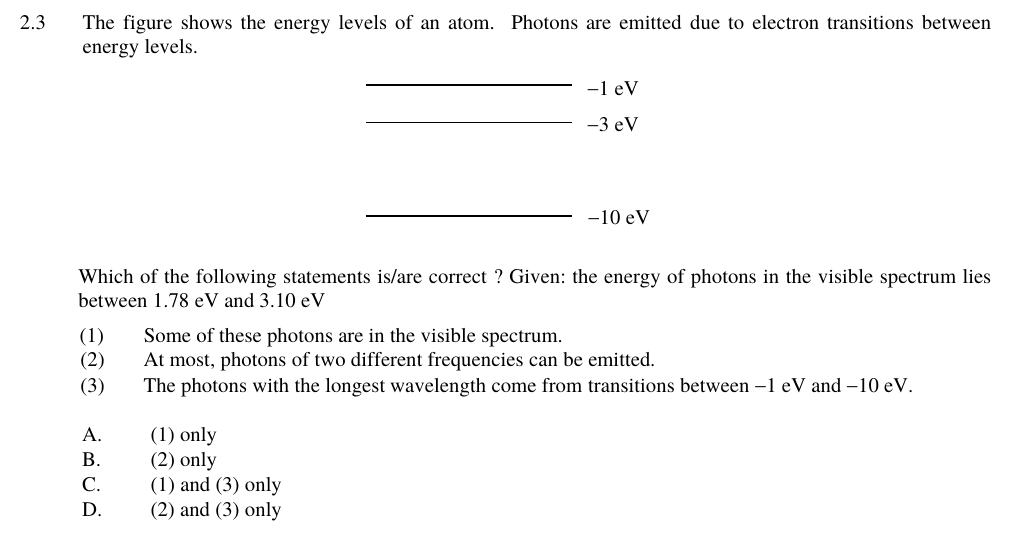 2.3 The figure shows the energy levels of an atom. Photons are emitted due to electron transitions between
energy levels.
–1 eV
–3 eV
–10 eV
Which of the following statements is/are correct ? Given: the energy of photons in the visible spectrum lies
between 1.78 eV and 3.10 eV
(1) Some of these photons are in the visible spectrum.
(2) At most, photons of two different frequencies can be emitted.
(3) The photons with the longest wavelength come from transitions between –1 eV and –10 eV.
A. (1) only
B. (2) only
C. (1) and (3) only
D. (2) and (3) only